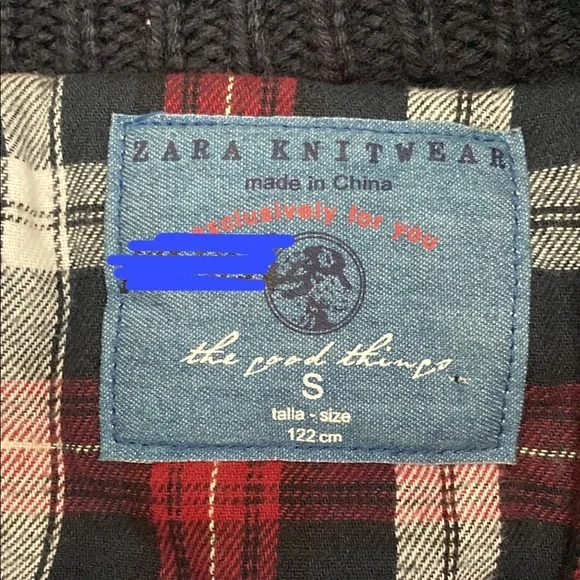 ZARA KNITWEAR
made in China
exclusively for you
the good things
S
talla - size
122 cm